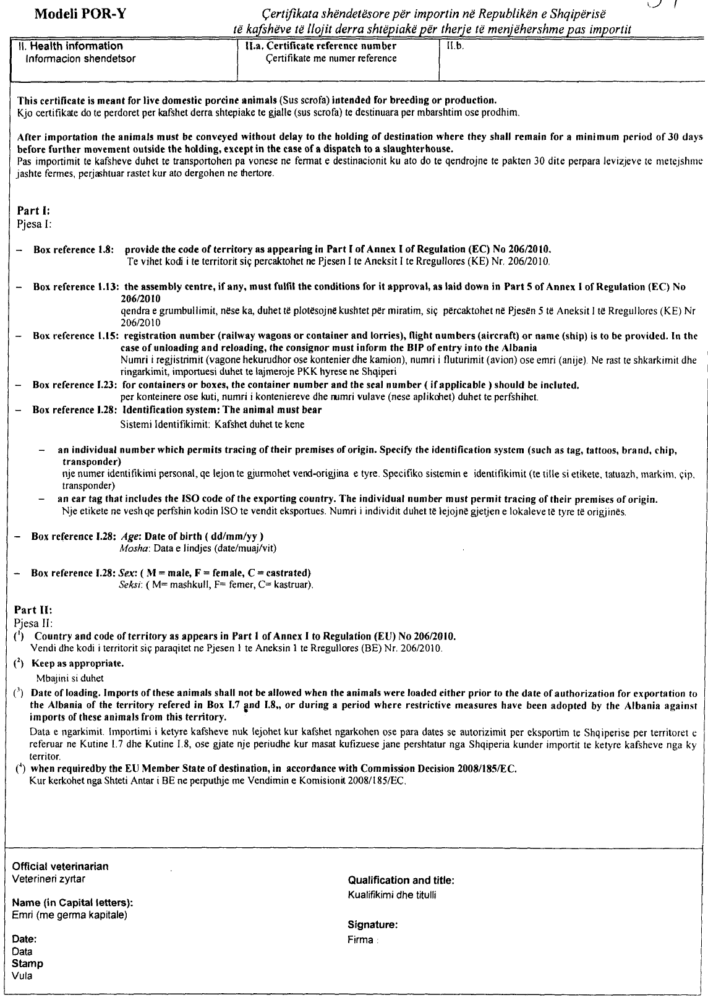 Modeli POR-Y
Çertifikata shëndetësore për importin në Republikën e Shqipërisë
të kafshëve të llojit derra shtëpiakë për therje të menjëhershme pas importit
II. Health information
Informacion shendetsor
II.a. Certificate reference number
Çertifikate me numer reference
II.b.
This certificate is meant for live domestic porcine animals (Sus scrofa) intended for breeding or production.
Kjo certifikate do te perdoret per kafshet derra shtepiake te gjalle (sus scrofa) te destinuara per mbarshtim ose prodhim.
After importation the animals must be conveyed without delay to the holding of destination where they shall remain for a minimum period of 30 days
before further movement outside the holding, except in the case of a dispatch to a slaughterhouse.
Pas importimit te kafsheve duhet te transportohen pa vonese ne fermat e destinacionit ku ato do te qendrojne te pakten 30 dite perpara levizjeve te metejshme
jashte fermes, perjashtuar rastet kur ato dergohen ne thertore.
Part I:
Pjesa I:
– Box reference I.8: provide the code of territory as appearing in Part I of Annex I of Regulation (EC) No 206/2010.
Te vihet kodi i te territorit siç percaktohet ne Pjesen I te Aneksit I te Rregullores (KE) Nr. 206/2010.
– Box reference I.13: the assembly centre, if any, must fulfil the conditions for it approval, as laid down in Part 5 of Annex I of Regulation (EC) No
206/2010
qendra e grumbullimit, nëse ka, duhet të plotësojnë kushtet për miratim, siç përcaktohet në Pjesën 5 të Aneksit I të Rregullores (KE) Nr
206/2010
– Box reference I.15: registration number (railway wagons or container and lorries), flight numbers (aircraft) or name (ship) is to be provided. In the
case of unloading and reloading, the consignor must inform the BIP of entry into the Albania
Numri i regjistrimit (vagone hekurudhor ose kontenier dhe kamion), numri i fluturimit (avion) ose emri (anije). Ne rast te shkarkimit dhe
ringarkimit, importuesi duhet te lajmeroje PKK hyrese ne Shqiperi
– Box reference I.23: for containers or boxes, the container number and the seal number ( if applicable ) should be incluted.
per konteinere ose kuti, numri i konteniereve dhe numri vulave (nese aplikohet) duhet te perfshihet.
– Box reference I.28: Identification system: The animal must bear
Sistemi Identifikimit: Kafshet duhet te kene
– an individual number which permits tracing of their premises of origin. Specify the identification system (such as tag, tattoos, brand, chip,
transponder)
nje numer identifikimi personal, qe lejon te gjurmohet vend-origjina e tyre. Specifiko sistemin e identifikimit (te tille si etikete, tatuazh, markim, çip,
transponder)
– an ear tag that includes the ISO code of the exporting country. The individual number must permit tracing of their premises of origin.
Nje etikete ne vesh qe perfshin kodin ISO te vendit eksportues. Numri i individit duhet të lejojnë gjetjen e lokaleve të tyre të origjinës.
– Box reference I.28: Age: Date of birth ( dd/mm/yy )
Mosha: Data e lindjes (date/muaj/vit)
– Box reference I.28: Sex: ( M = male, F = female, C = castrated)
Seksi: ( M= mashkull, F= femer, C= kastruar).
Part II:
Pjesa II:
(1) Country and code of territory as appears in Part 1 of Annex I to Regulation (EU) No 206/2010.
Vendi dhe kodi i territorit siç paraqitet ne Pjesen 1 te Aneksin 1 te Rregullores (BE) Nr. 206/2010.
(2) Keep as appropriate.
Mbajini si duhet
(3) Date of loading. Imports of these animals shall not be allowed when the animals were loaded either prior to the date of authorization for exportation to
the Albania of the territory refered in Box I.7 and I.8,, or during a period where restrictive measures have been adopted by the Albania against
imports of these animals from this territory.
Data e ngarkimit. Importimi i ketyre kafsheve nuk lejohet kur kafshet ngarkohen ose para dates se autorizimit per eksportim te Shqiperise per territoret e
referuar ne Kutine I.7 dhe Kutine I.8, ose gjate nje periudhe kur masat kufizuese jane pershtatur nga Shqiperia kunder importit te ketyre kafsheve nga ky
territor.
(4) when requiredby the EU Member State of destination, in accordance with Commission Decision 2008/185/EC.
Kur kerkohet nga Shteti Antar i BE ne perputhje me Vendimin e Komisionit 2008/185/EC.
Official veterinarian
Veterineri zyrtar
Qualification and title:
Kualifikimi dhe titulli
Name (in Capital letters):
Emri (me germa kapitale)
Signature:
Firma :
Date:
Data
Stamp
Vula